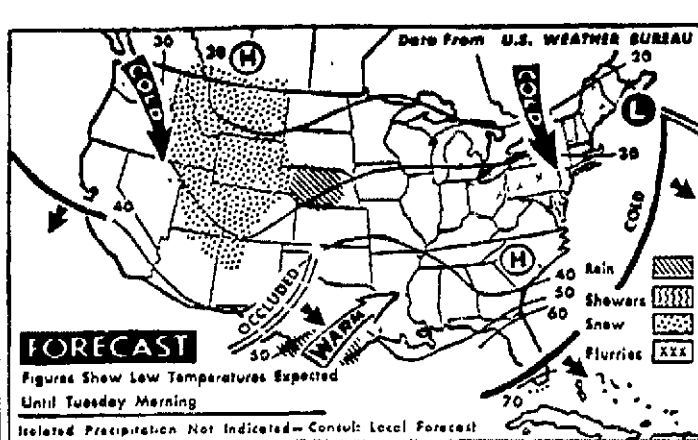 Data From U.S. WEATHER BUREAU
30
20
H
20
COLD
COLD
L
30
COLD
40
H
Rain
Showers
Snow
Flurries
XXX
40
50
60
OCCLUDED
WARM
50
70
FORECAST
Figures Show Low Temperatures Expected
Until Tuesday Morning
Isolated Precipitation Not Indicated— Consult Local Forecast